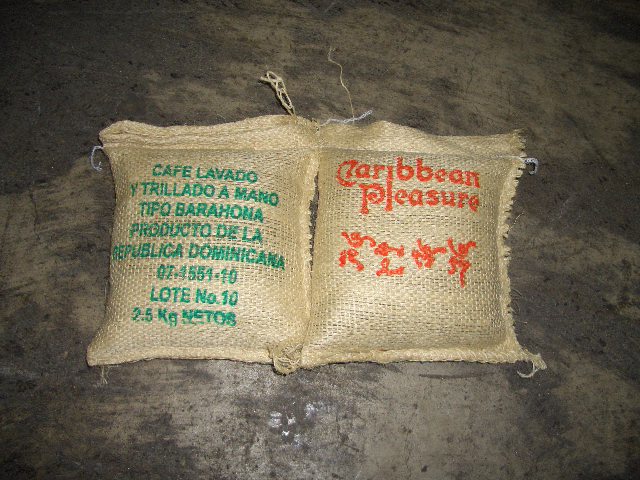 CAFE LAVADO
Y TRILLADO A MANO
TIPO BARAHONA
PRODUCTO DE LA
REPUBLICA DOMINICANA
07-1551-10
LOTE No.10
2.5 Kg NETOS
Caribbean
Pleasure